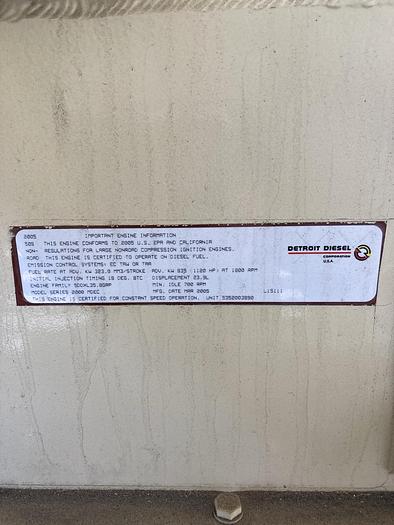 2005 IMPORTANT ENGINE INFORMATION
50S THIS ENGINE CONFORMS TO 2005 U.S. EPA AND CALIFORNIA
NON- REGULATIONS FOR LARGE NONROAD COMPRESSION IGNITION ENGINES.
ROAD THIS ENGINE IS CERTIFIED TO OPERATE ON DIESEL FUEL.
EMISSION CONTROL SYSTEMS: EC TAW OR TAA
FUEL RATE AT ADV. KW 323.0 MM3/STROKE ADV. KW 835 (1120 HP) AT 1800 RPM
INITIAL INJECTION TIMING 15 DEG. BTC DISPLACEMENT 23.9L
ENGINE FAMILY 5DDXL35.8GRP MIN. IDLE 700 RPM
MODEL SERIES 2000 MDEC MFG. DATE MAR 2005 L15111
THIS ENGINE IS CERTIFIED FOR CONSTANT SPEED OPERATION. UNIT 5352003890
DETROIT DIESEL
CORPORATION
U.S.A.